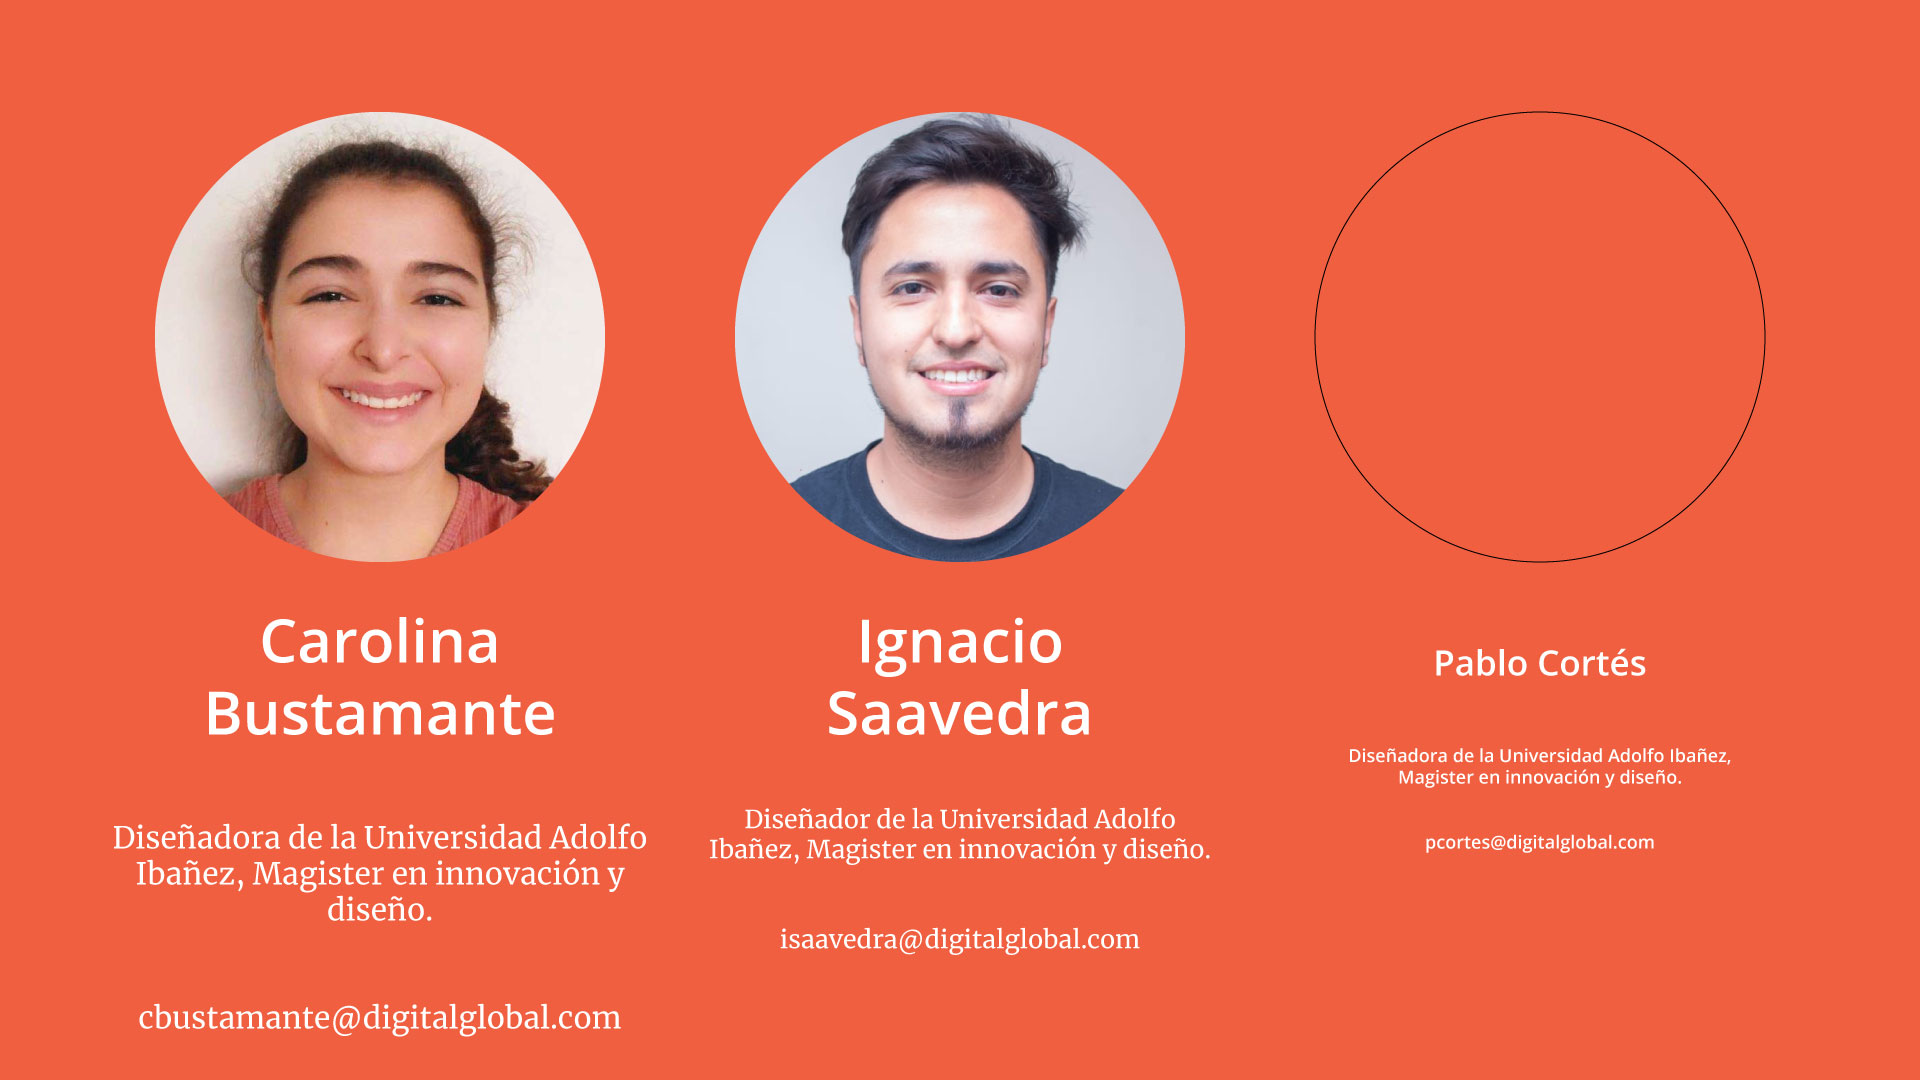 Carolina
Bustamante
Diseñadora de la Universidad Adolfo
Ibañez, Magister en innovación y
diseño.
cbustamante@digitalglobal.com
Ignacio
Saavedra
Diseñador de la Universidad Adolfo
Ibañez, Magister en innovación y diseño.
isaavedra@digitalglobal.com
Pablo Cortés
Diseñadora de la Universidad Adolfo Ibañez,
Magister en innovación y diseño.
pcortes@digitalglobal.com